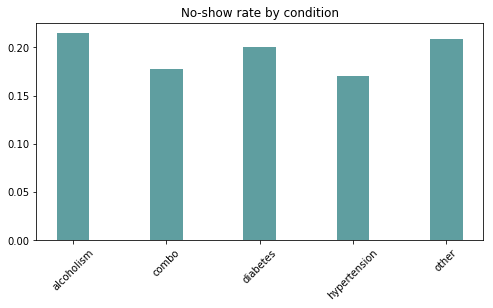 No-show rate by condition
0.20
0.15
0.10
0.05
0.00
alcoholism
combo
diabetes
hypertension
other